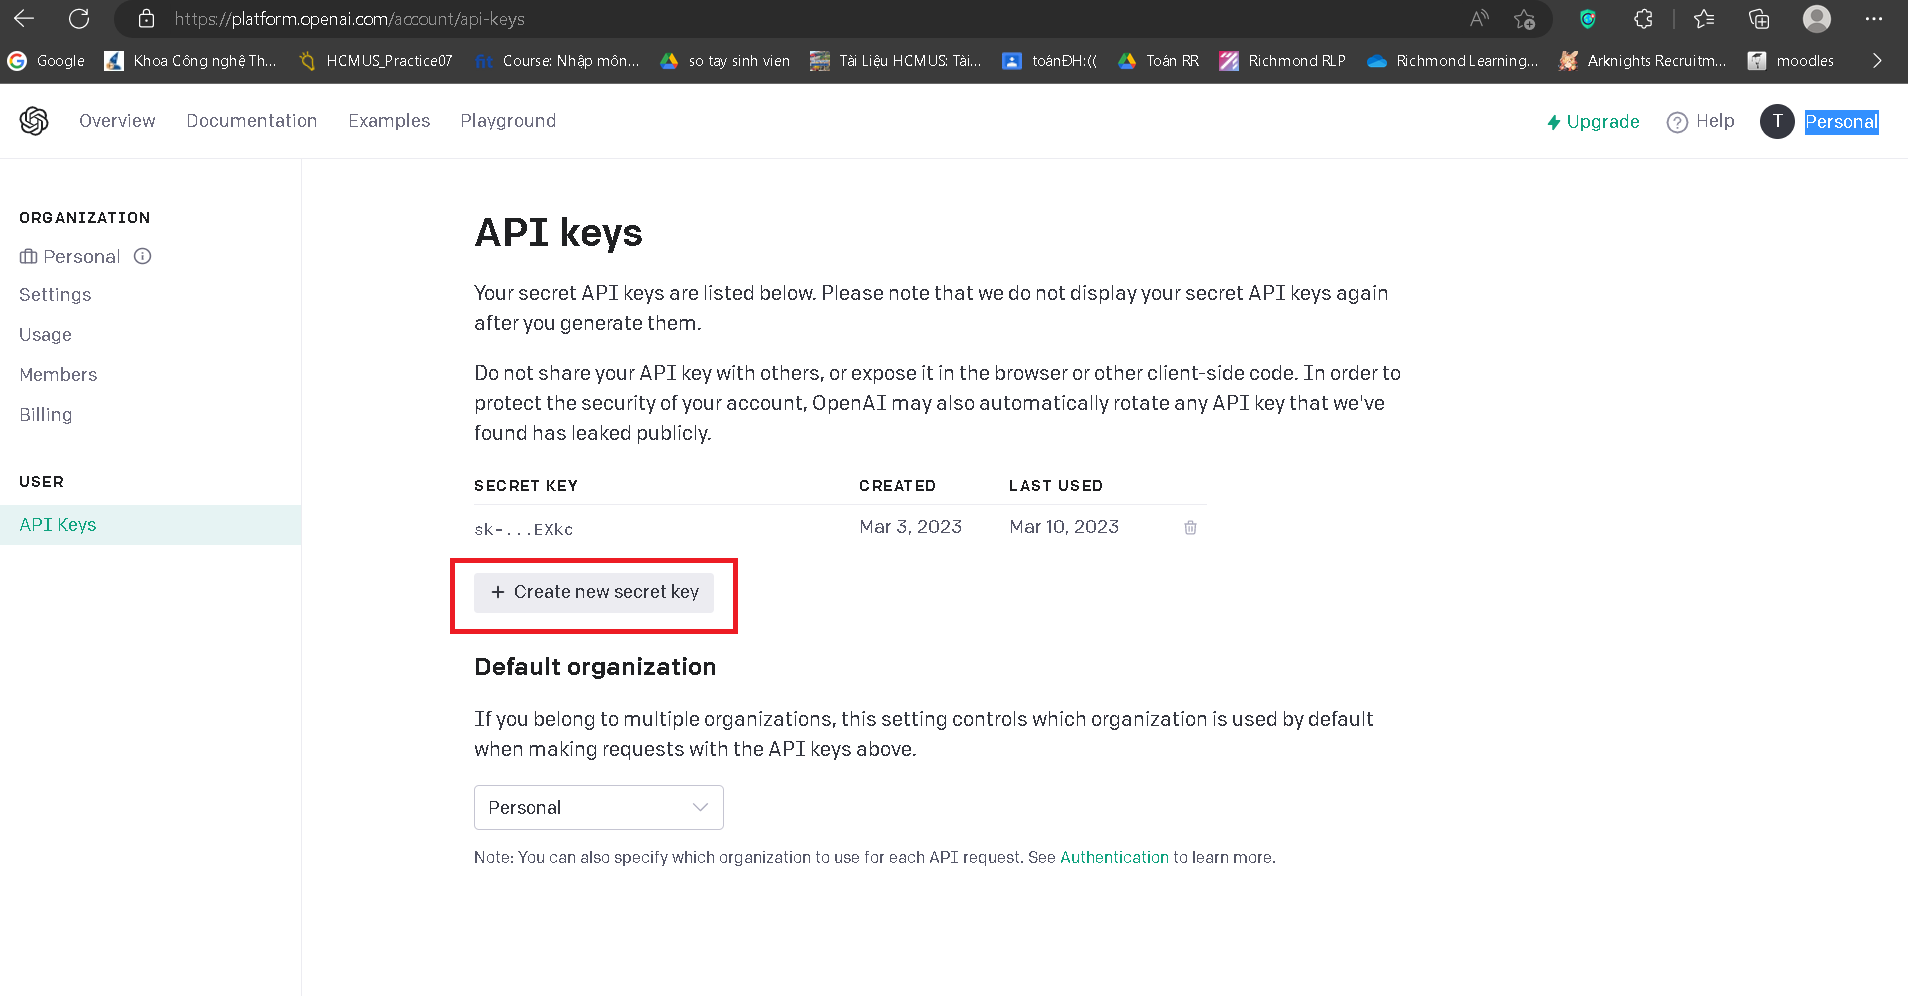 https://platform.openai.com/account/api-keys
Google Khoa Công nghệ Th... HCMUS_Practice07 fit Course: Nhập môn... so tay sinh vien Tài Liệu HCMUS: Tài... toánĐH:(( Toán RR Richmond RLP Richmond Learning... Arknights Recruitm... moodles
Overview Documentation Examples Playground Upgrade ? Help T Personal
ORGANIZATION
Personal
Settings
Usage
Members
Billing
USER
API Keys
API keys
Your secret API keys are listed below. Please note that we do not display your secret API keys again
after you generate them.
Do not share your API key with others, or expose it in the browser or other client-side code. In order to
protect the security of your account, OpenAI may also automatically rotate any API key that we've
found has leaked publicly.
SECRET KEY CREATED LAST USED
sk-...EXkc Mar 3, 2023 Mar 10, 2023
+ Create new secret key
Default organization
If you belong to multiple organizations, this setting controls which organization is used by default
when making requests with the API keys above.
Personal
Note: You can also specify which organization to use for each API request. See Authentication to learn more.